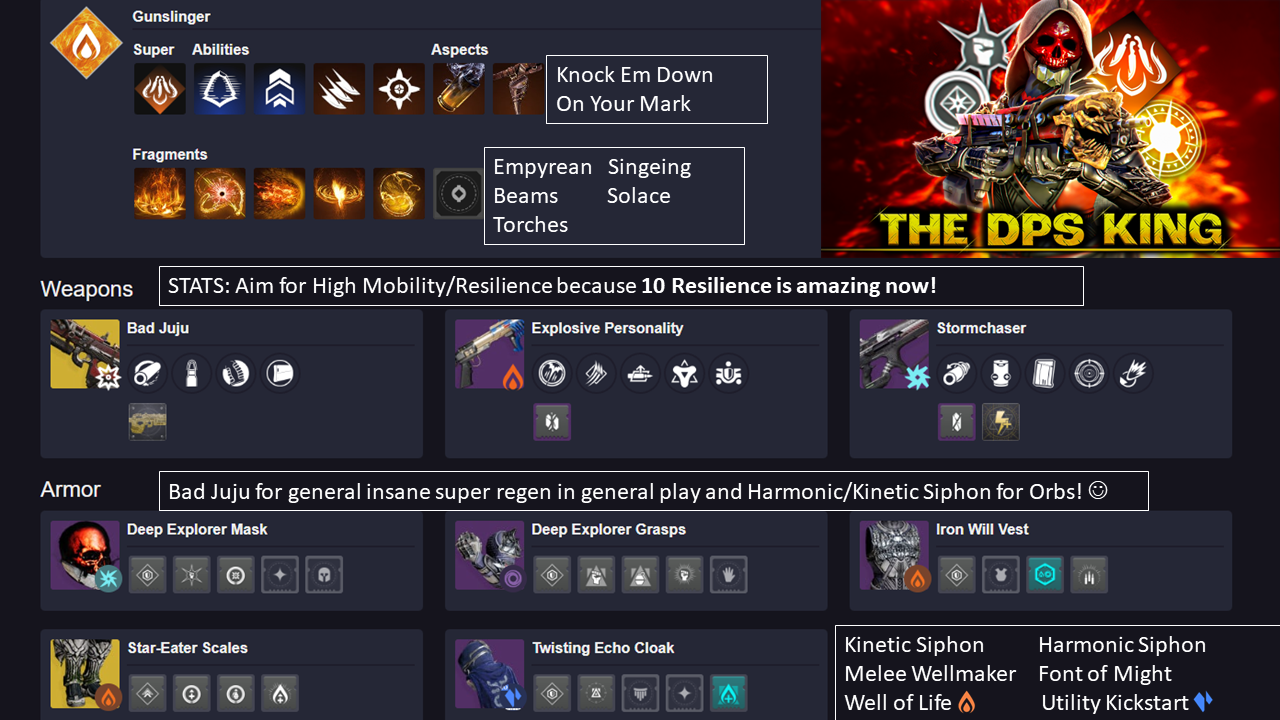 Gunslinger
Super Abilities Aspects
Knock Em Down
On Your Mark
Fragments
Empyrean Singeing
Beams Solace
Torches
THE DPS KING
Weapons
STATS: Aim for High Mobility/Resilience because 10 Resilience is amazing now!
Bad Juju
Explosive Personality
Stormchaser
Armor
Bad Juju for general insane super regen in general play and Harmonic/Kinetic Siphon for Orbs! ☺
Deep Explorer Mask
Deep Explorer Grasps
Iron Will Vest
Star-Eater Scales
Twisting Echo Cloak
Kinetic Siphon Harmonic Siphon
Melee Wellmaker Font of Might
Well of Life Utility Kickstart